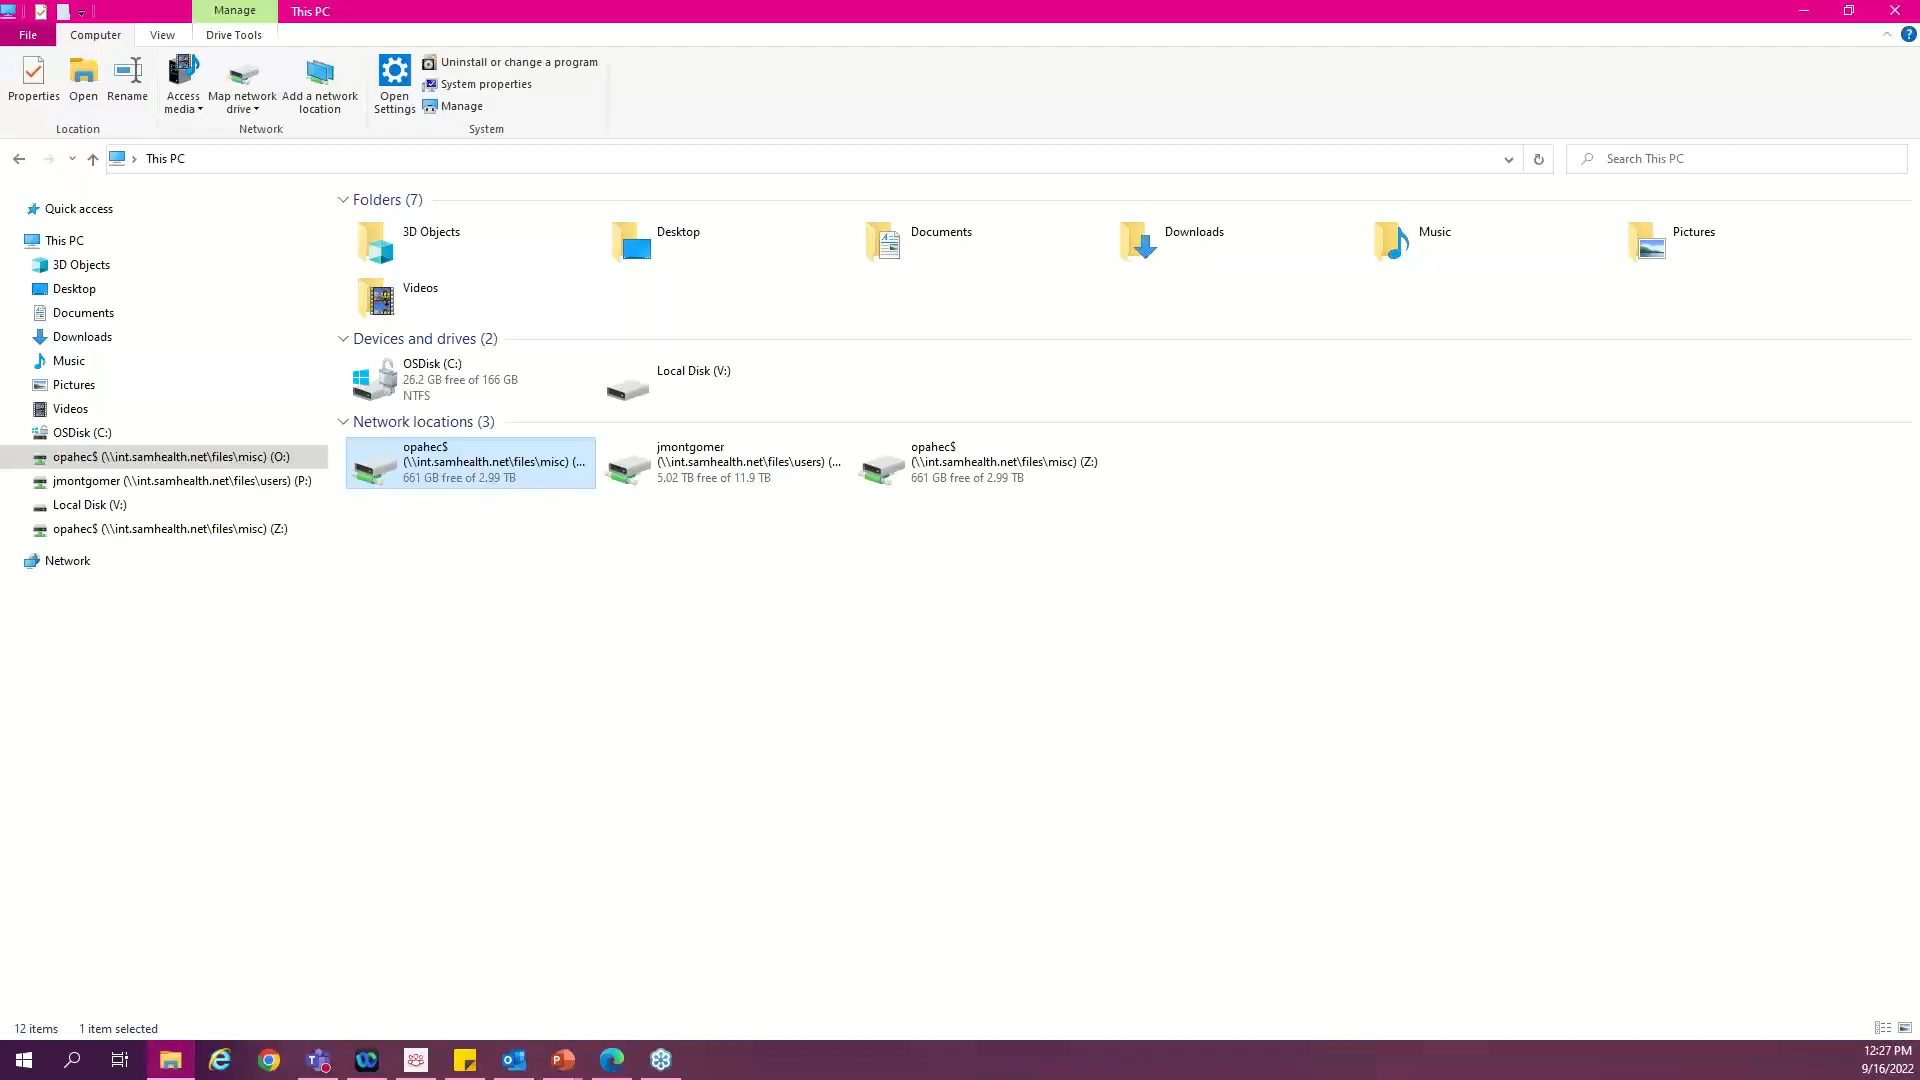 Manage
This PC
File
Computer
View
Drive Tools
Properties
Open
Rename
Access media
Map network drive
Add a network location
Open Settings
Uninstall or change a program
System properties
Manage
Location
Network
System
This PC
Search This PC
Quick access
This PC
3D Objects
Desktop
Documents
Downloads
Music
Pictures
Videos
OSDisk (C:)
opahec$ (\\int.samhealth.net\files\misc) (O:)
jmontgomer (\\int.samhealth.net\files\users) (P:)
Local Disk (V:)
opahec$ (\\int.samhealth.net\files\misc) (Z:)
Network
Folders (7)
3D Objects
Desktop
Documents
Downloads
Music
Pictures
Videos
Devices and drives (2)
OSDisk (C:)
26.2 GB free of 166 GB
NTFS
Local Disk (V:)
Network locations (3)
opahec$
(\\int.samhealth.net\files\misc) (...
661 GB free of 2.99 TB
jmontgomer
(\\int.samhealth.net\files\users) (...
5.02 TB free of 11.9 TB
opahec$
(\\int.samhealth.net\files\misc) (Z:)
661 GB free of 2.99 TB
12 items
1 item selected
12:27 PM
9/16/2022